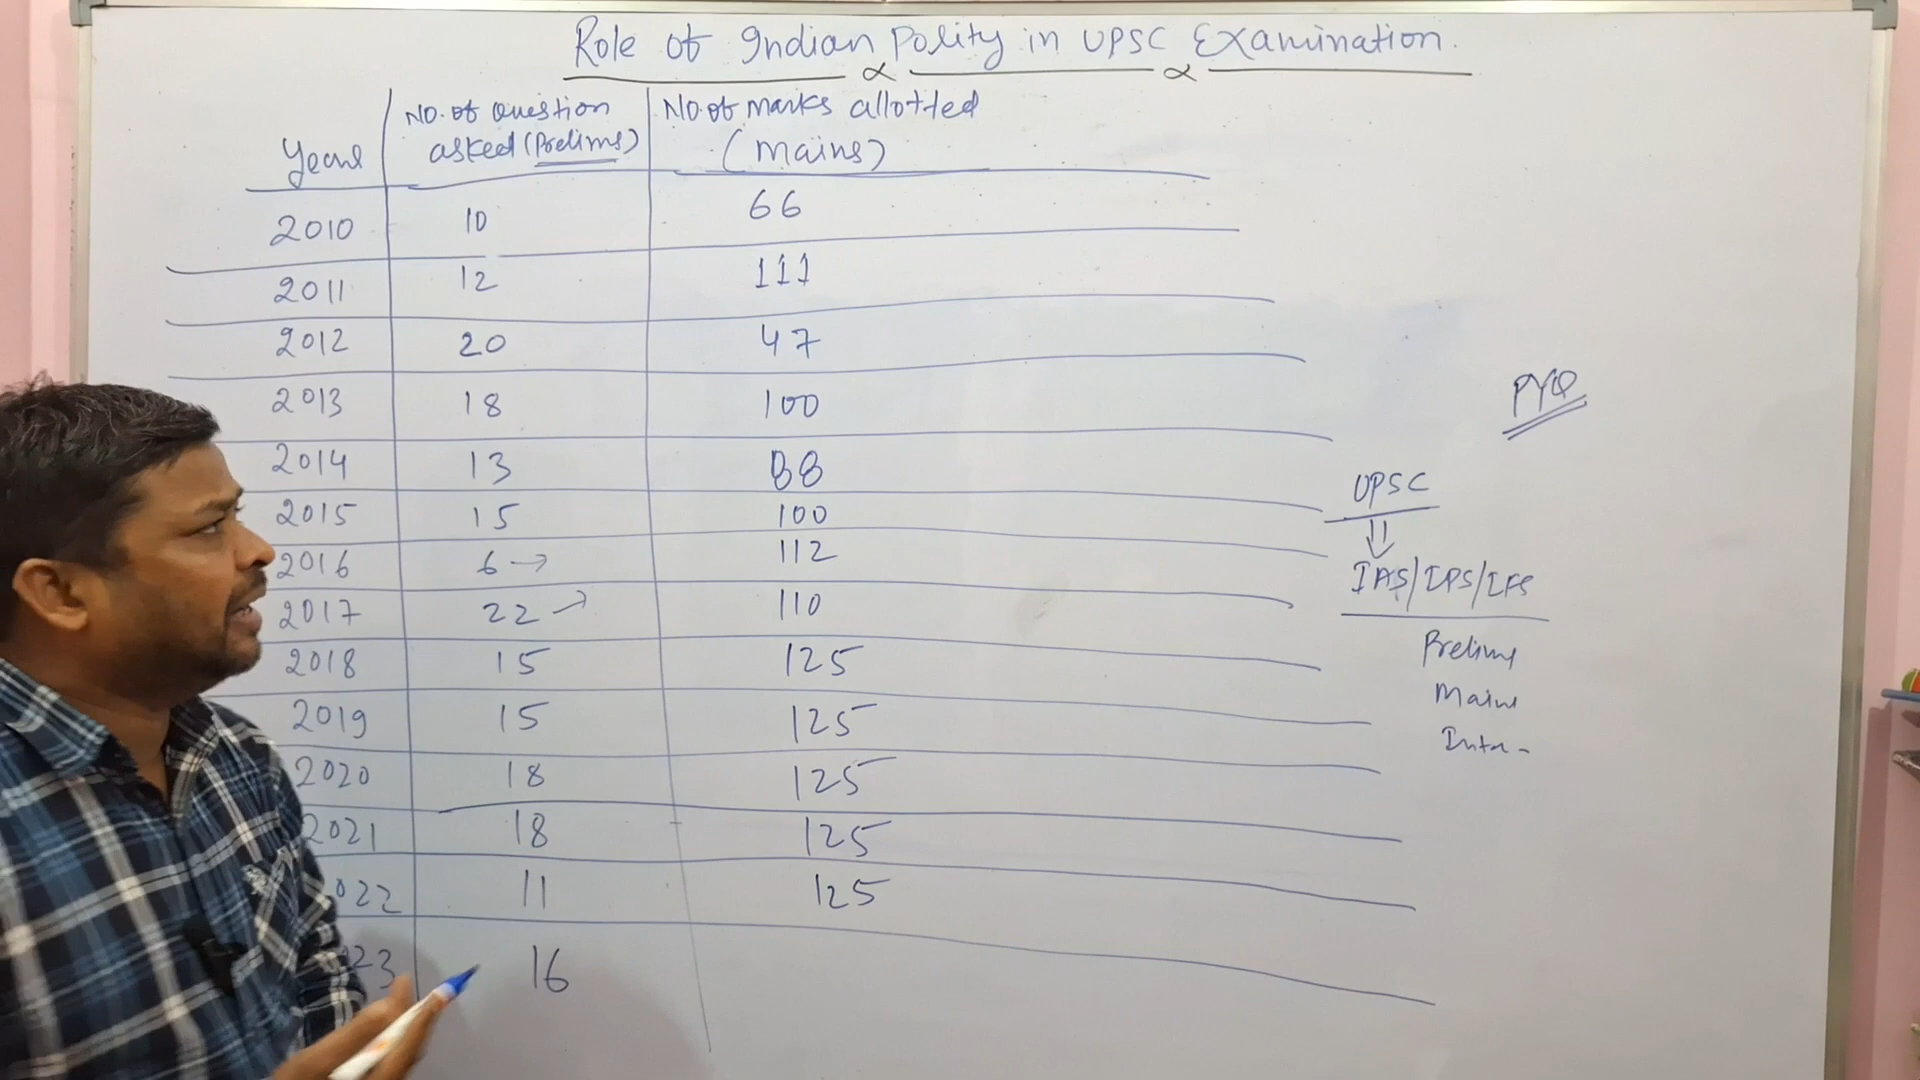 Role of Indian Polity in UPSC Examination.
Years No. of Question asked (Prelims) No. of marks allotted (mains)
2010 10 66
2011 12 111
2012 20 47
2013 18 100
2014 13 88
2015 15 100
2016 6 → 112
2017 22 → 110
2018 15 125
2019 15 125
2020 18 125
2021 18 125
022 11 125
23 16
PYQ
UPSC
⇓
IAS/IPS/IFS
Prelims
Mains